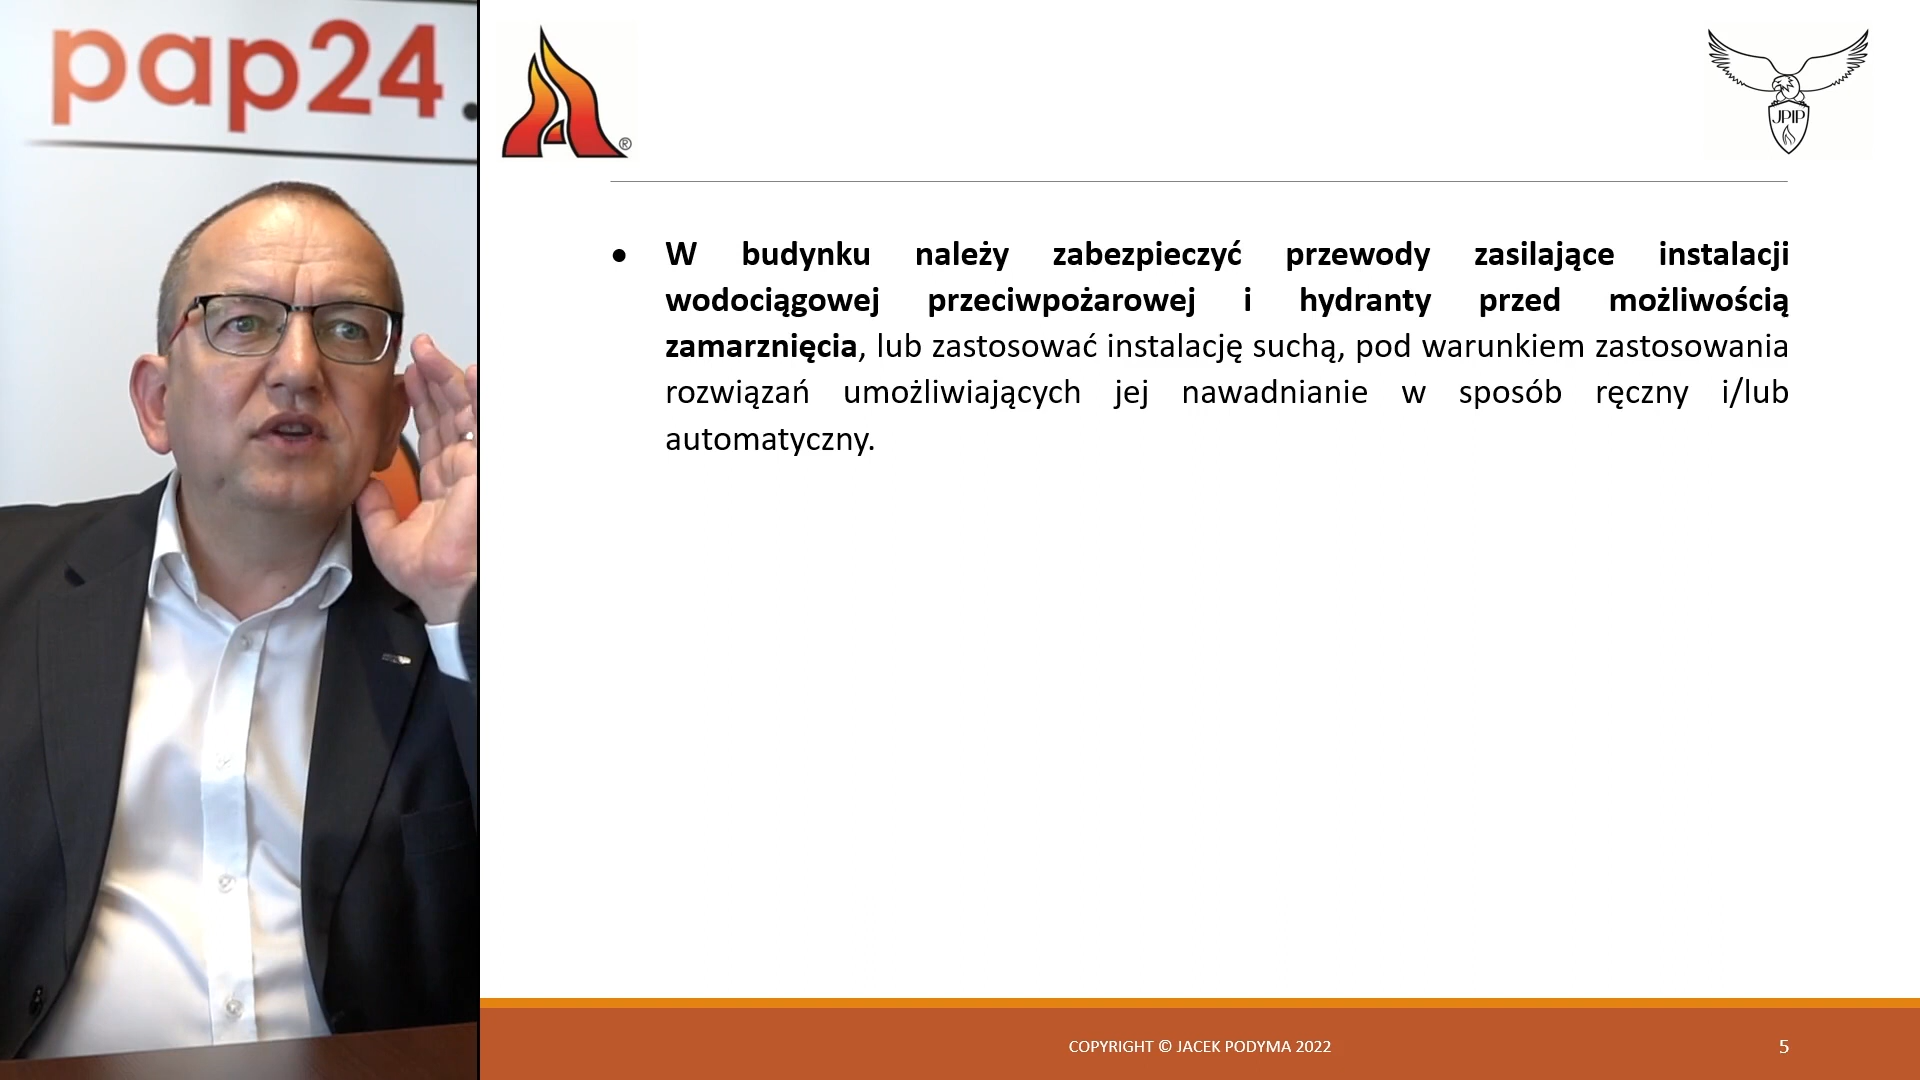 pap24.
®
JPIP
• W budynku należy zabezpieczyć przewody zasilające instalacji
wodociągowej przeciwpożarowej i hydranty przed możliwością
zamarznięcia, lub zastosować instalację suchą, pod warunkiem zastosowania
rozwiązań umożliwiających jej nawadnianie w sposób ręczny i/lub
automatyczny.
COPYRIGHT © JACEK PODYMA 2022
5